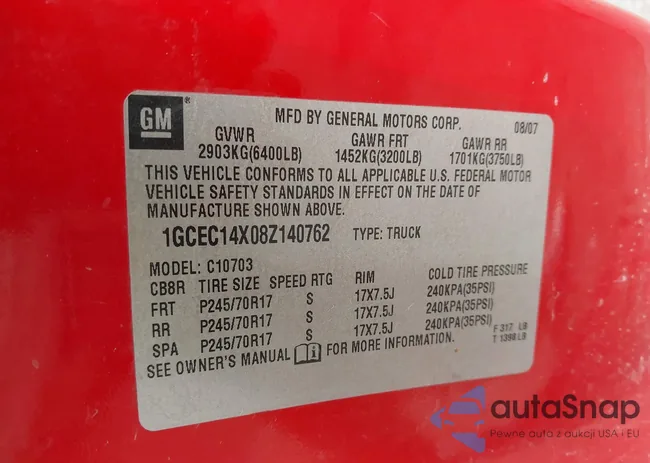 GM
MFD BY GENERAL MOTORS CORP. 08/07
GVWR GAWR FRT GAWR RR
2903KG(6400LB) 1452KG(3200LB) 1701KG(3750LB)
THIS VEHICLE CONFORMS TO ALL APPLICABLE U.S. FEDERAL MOTOR
VEHICLE SAFETY STANDARDS IN EFFECT ON THE DATE OF
MANUFACTURE SHOWN ABOVE.
1GCEC14X08Z140762 TYPE: TRUCK
MODEL: C10703
CB8R TIRE SIZE SPEED RTG RIM COLD TIRE PRESSURE
FRT P245/70R17 S 17X7.5J 240KPA(35PSI)
RR P245/70R17 S 17X7.5J 240KPA(35PSI)
SPA P245/70R17 S 17X7.5J 240KPA(35PSI)
F 317 LB
SEE OWNER'S MANUAL FOR MORE INFORMATION. T 1398 LB
autaSnap
Pewne auta z aukcji USA i EU